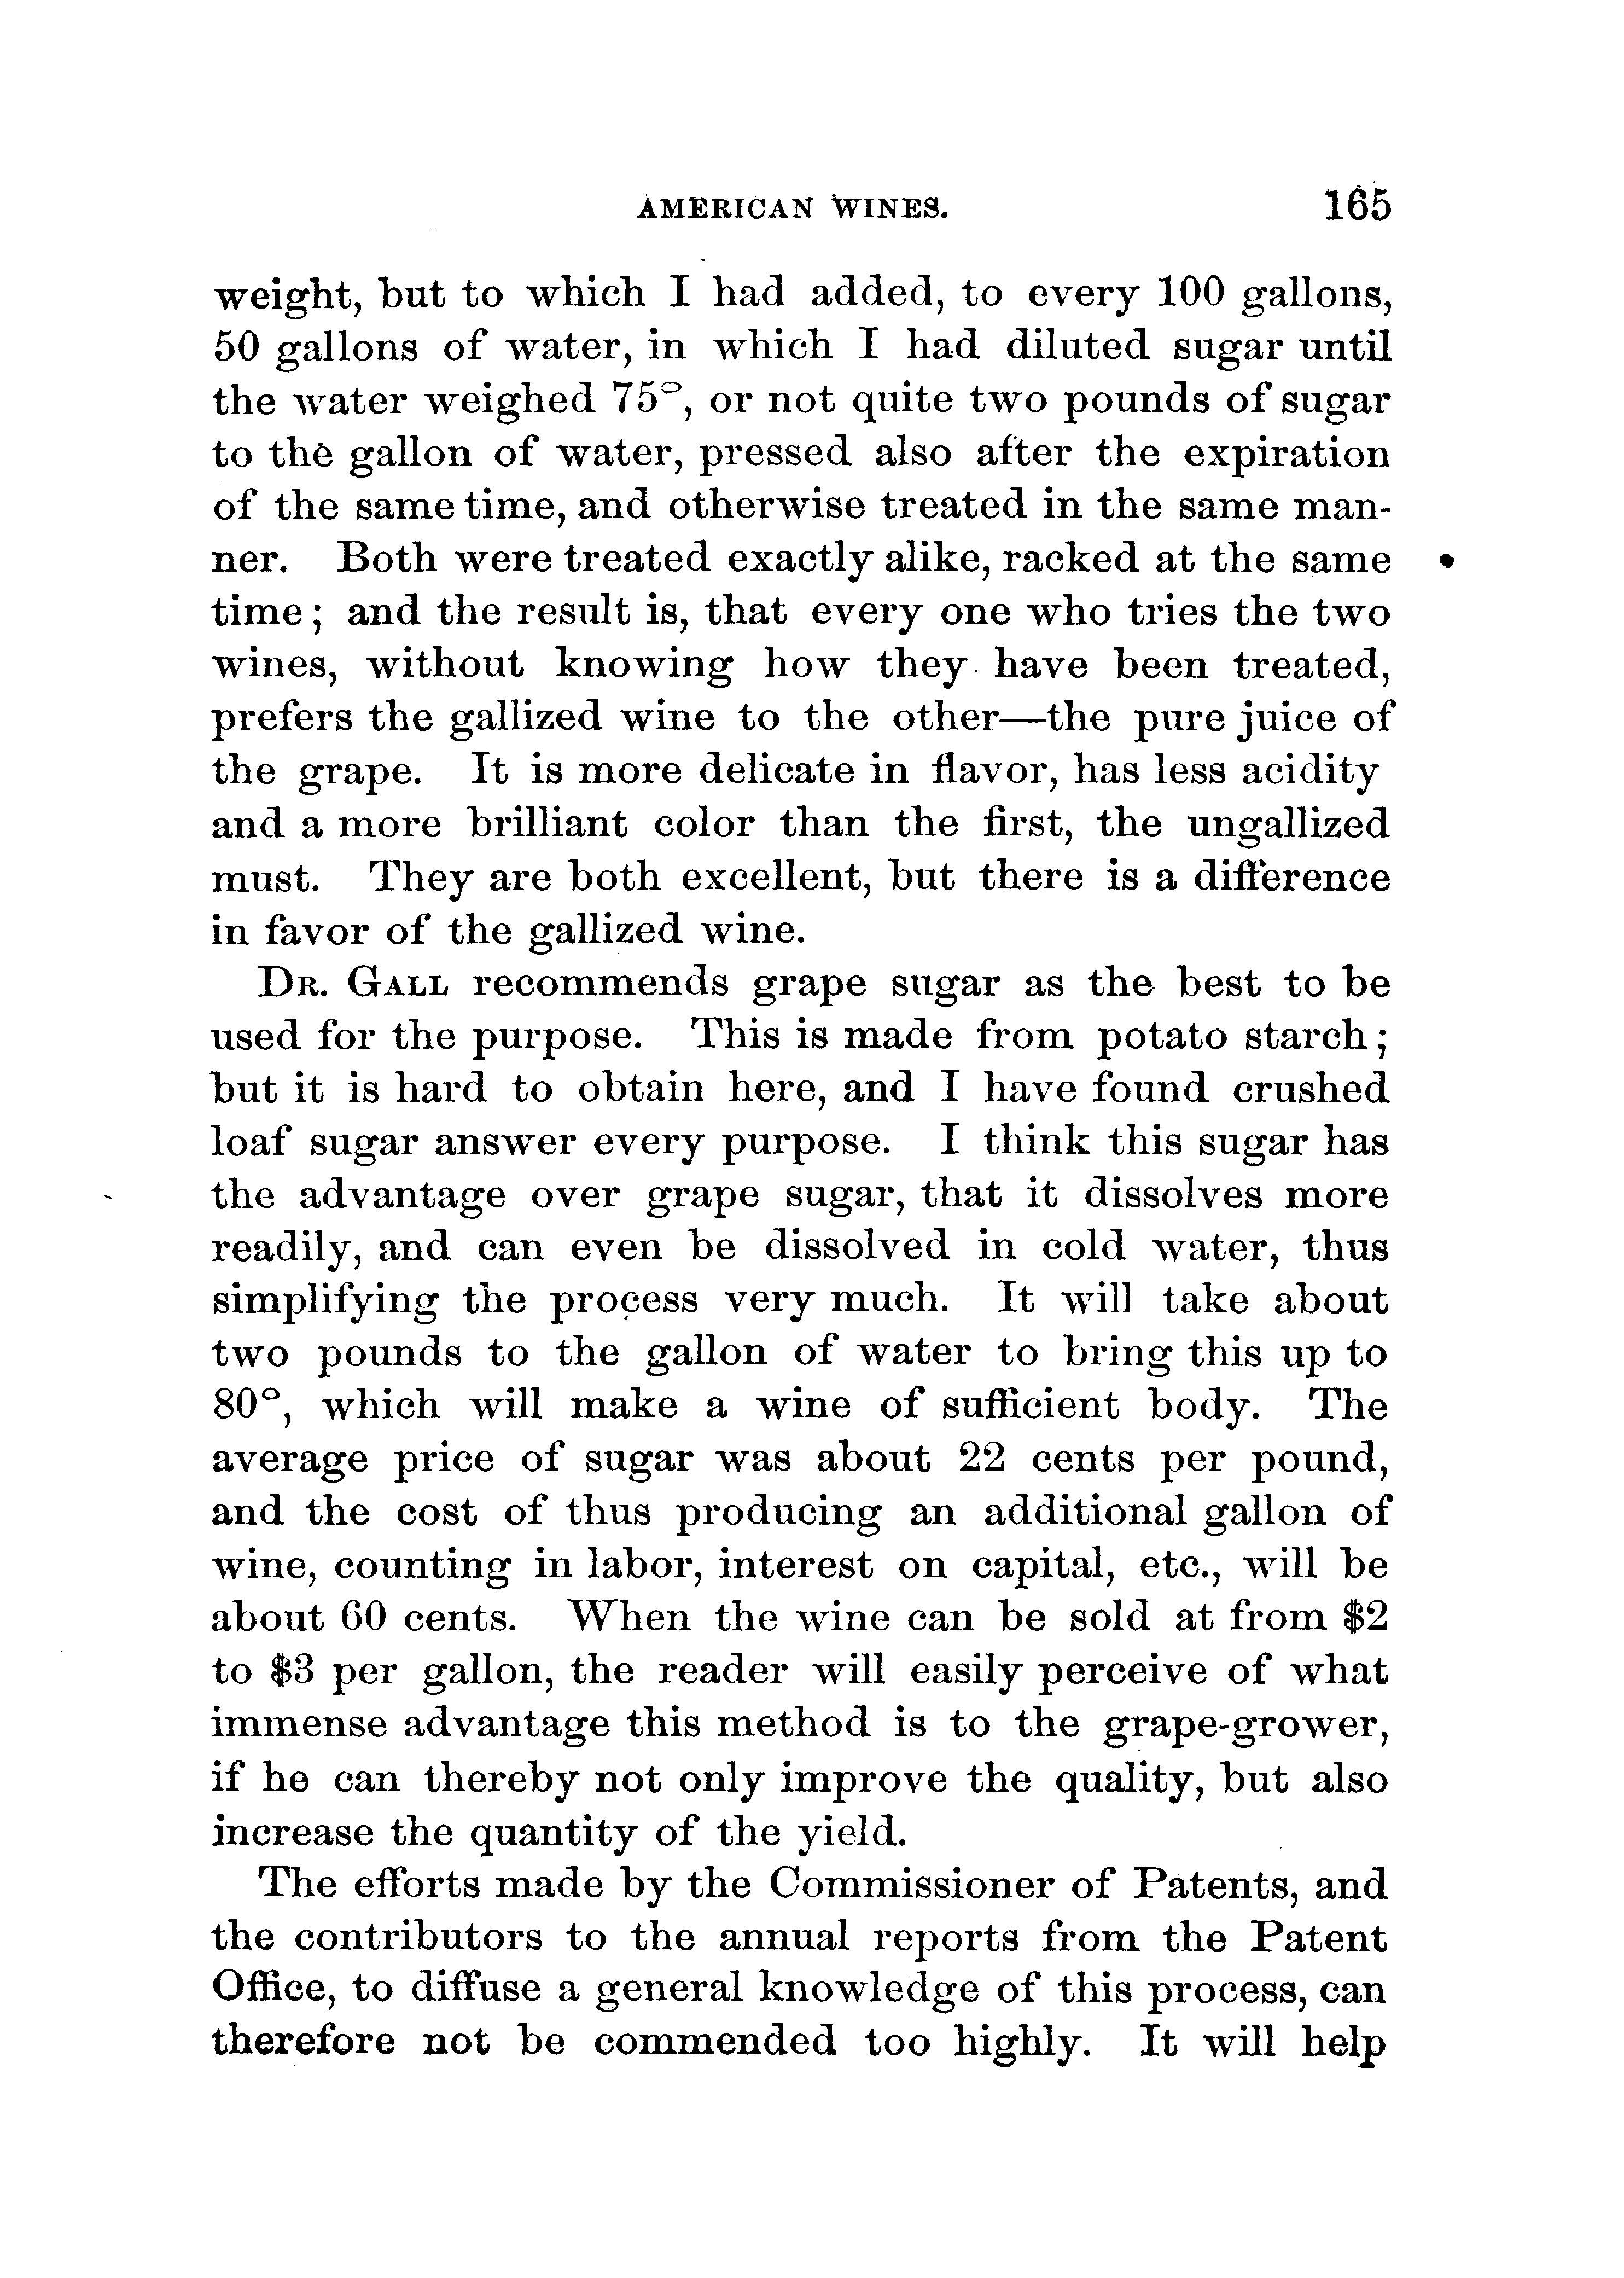 AMERICAN WINES. 165
weight, but to which I had added, to every 100 gallons,
50 gallons of water, in which I had diluted sugar until
the water weighed 75°, or not quite two pounds of sugar
to the gallon of water, pressed also after the expiration
of the same time, and otherwise treated in the same man-
ner. Both were treated exactly alike, racked at the same
time; and the result is, that every one who tries the two
wines, without knowing how they have been treated,
prefers the gallized wine to the other—the pure juice of
the grape. It is more delicate in flavor, has less acidity
and a more brilliant color than the first, the ungallized
must. They are both excellent, but there is a difference
in favor of the gallized wine.
DR. GALL recommends grape sugar as the best to be
used for the purpose. This is made from potato starch;
but it is hard to obtain here, and I have found crushed
loaf sugar answer every purpose. I think this sugar has
the advantage over grape sugar, that it dissolves more
readily, and can even be dissolved in cold water, thus
simplifying the process very much. It will take about
two pounds to the gallon of water to bring this up to
80°, which will make a wine of sufficient body. The
average price of sugar was about 22 cents per pound,
and the cost of thus producing an additional gallon of
wine, counting in labor, interest on capital, etc., will be
about 60 cents. When the wine can be sold at from $2
to $3 per gallon, the reader will easily perceive of what
immense advantage this method is to the grape-grower,
if he can thereby not only improve the quality, but also
increase the quantity of the yield.
The efforts made by the Commissioner of Patents, and
the contributors to the annual reports from the Patent
Office, to diffuse a general knowledge of this process, can
therefore not be commended too highly. It will help